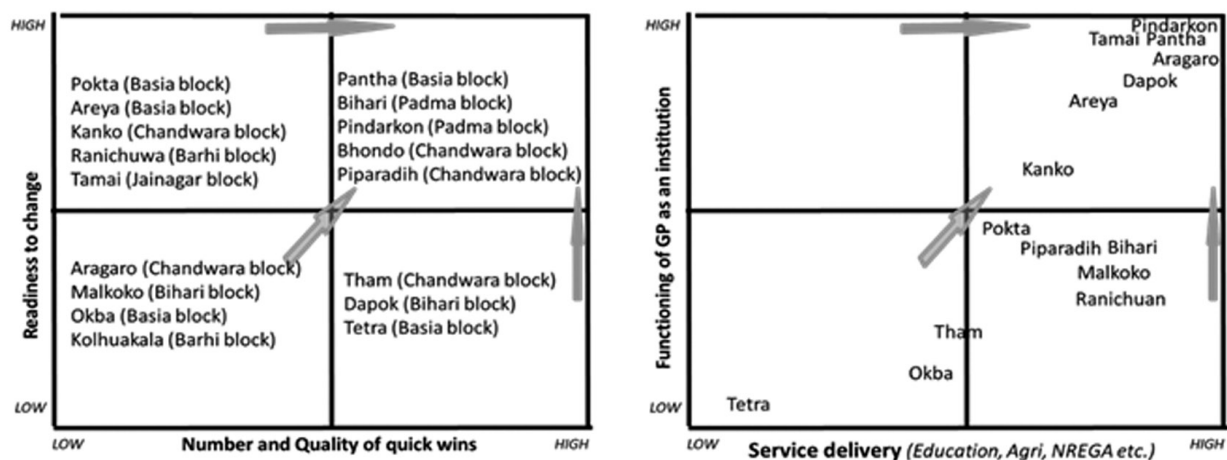 HIGH
Readiness to change
Pokta (Basia block)
Areya (Basia block)
Kanko (Chandwara block)
Ranichuwa (Barhi block)
Tamai (Jainagar block)
Pantha (Basia block)
Bihari (Padma block)
Pindarkon (Padma block)
Bhondo (Chandwara block)
Piparadih (Chandwara block)
Aragaro (Chandwara block)
Malkoko (Bihari block)
Okba (Basia block)
Kolhuakala (Barhi block)
Tham (Chandwara block)
Dapok (Bihari block)
Tetra (Basia block)
LOW
LOW
Number and Quality of quick wins
HIGH
HIGH
Functioning of GP as an institution
Pindarkon
Tamai Pantha
Aragaro
Dapok
Areya
Kanko
Pokta
Piparadih Bihari
Malkoko
Ranichuan
Tham
Okba
Tetra
LOW
LOW
Service delivery (Education, Agri, NREGA etc.)
HIGH